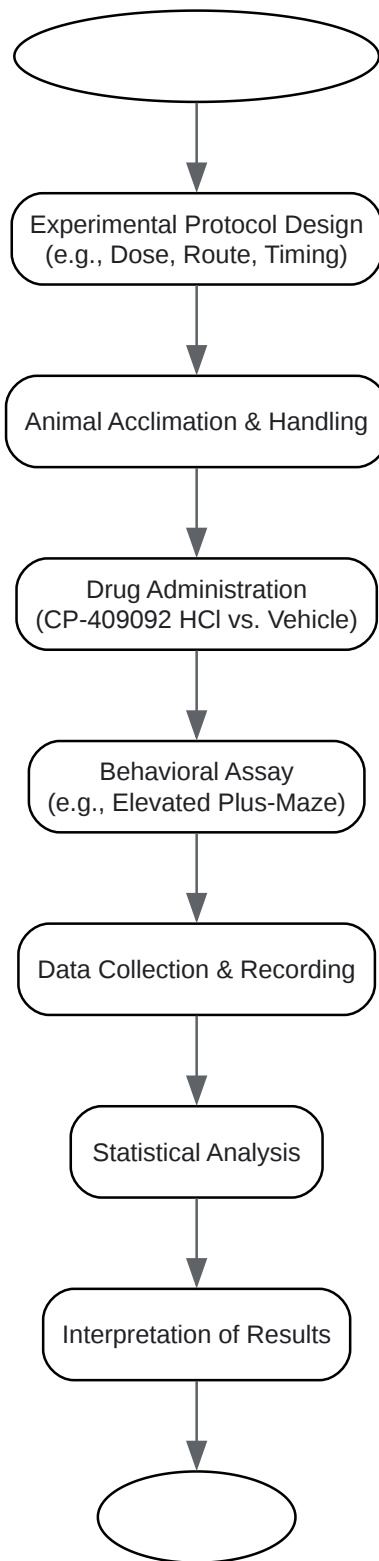 Experimental Protocol Design
(e.g., Dose, Route, Timing)
Animal Acclimation & Handling
Drug Administration
(CP-409092 HCl vs. Vehicle)
Behavioral Assay
(e.g., Elevated Plus-Maze)
Data Collection & Recording
Statistical Analysis
Interpretation of Results